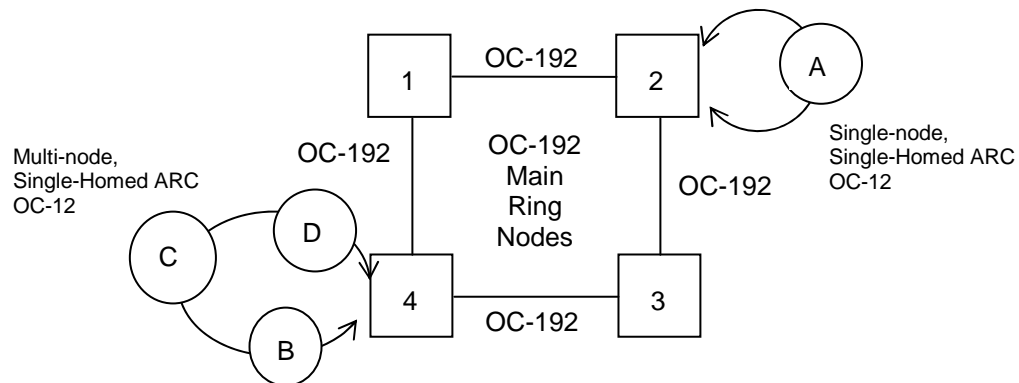 OC-192
1
2
A
OC-192
OC-192
Main
Ring
Nodes
OC-192
Single-node,
Single-Homed ARC
OC-12
Multi-node,
Single-Homed ARC
OC-12
C
D
B
4
3
OC-192